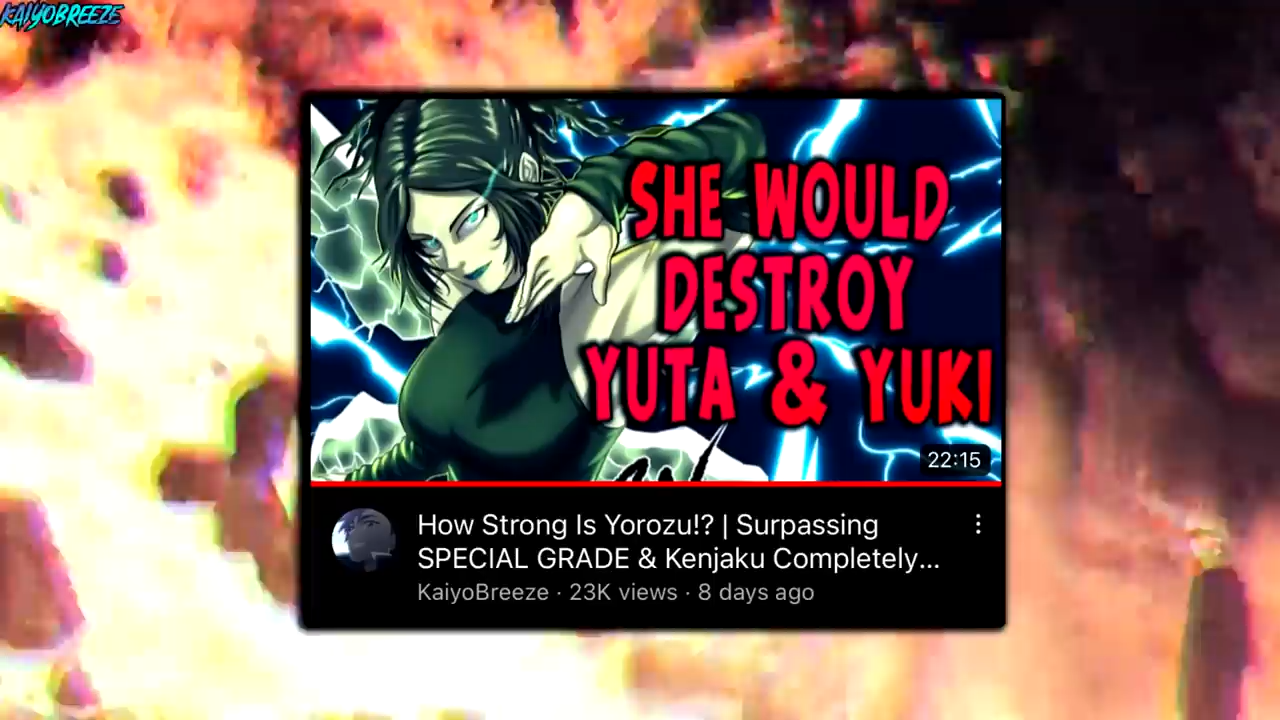 KAIYOBREEZE
SHE WOULD
DESTROY
YUTA & YUKI
22:15
How Strong Is Yorozu!? | Surpassing
SPECIAL GRADE & Kenjaku Completely...
KaiyoBreeze · 23K views · 8 days ago